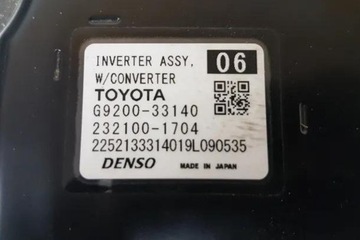 INVERTER ASSY, 06
W/CONVERTER
TOYOTA
G9200-33140
232100-1704
2252133314019L090535
DENSO MADE IN JAPAN